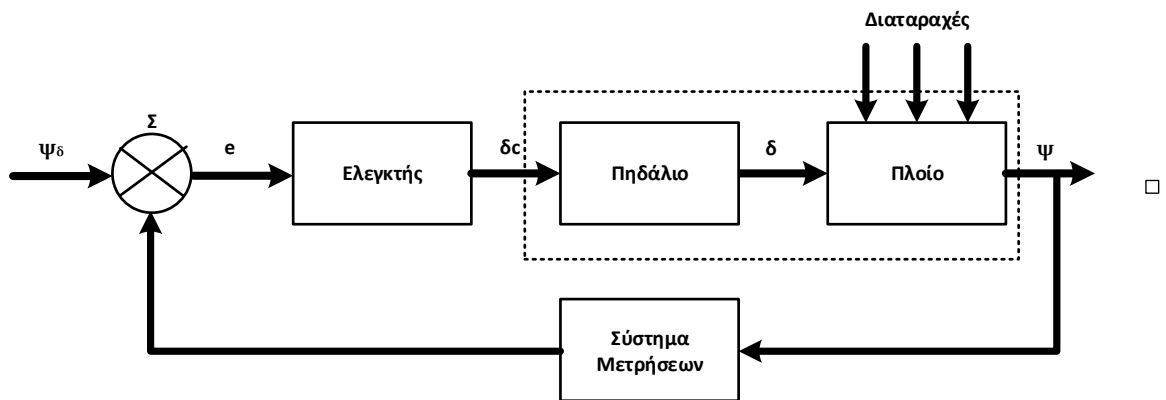 Διαταραχές
Σ
ψδ
e
Ελεγκτής
δc
Πηδάλιο
δ
Πλοίο
ψ
Σύστημα
Μετρήσεων